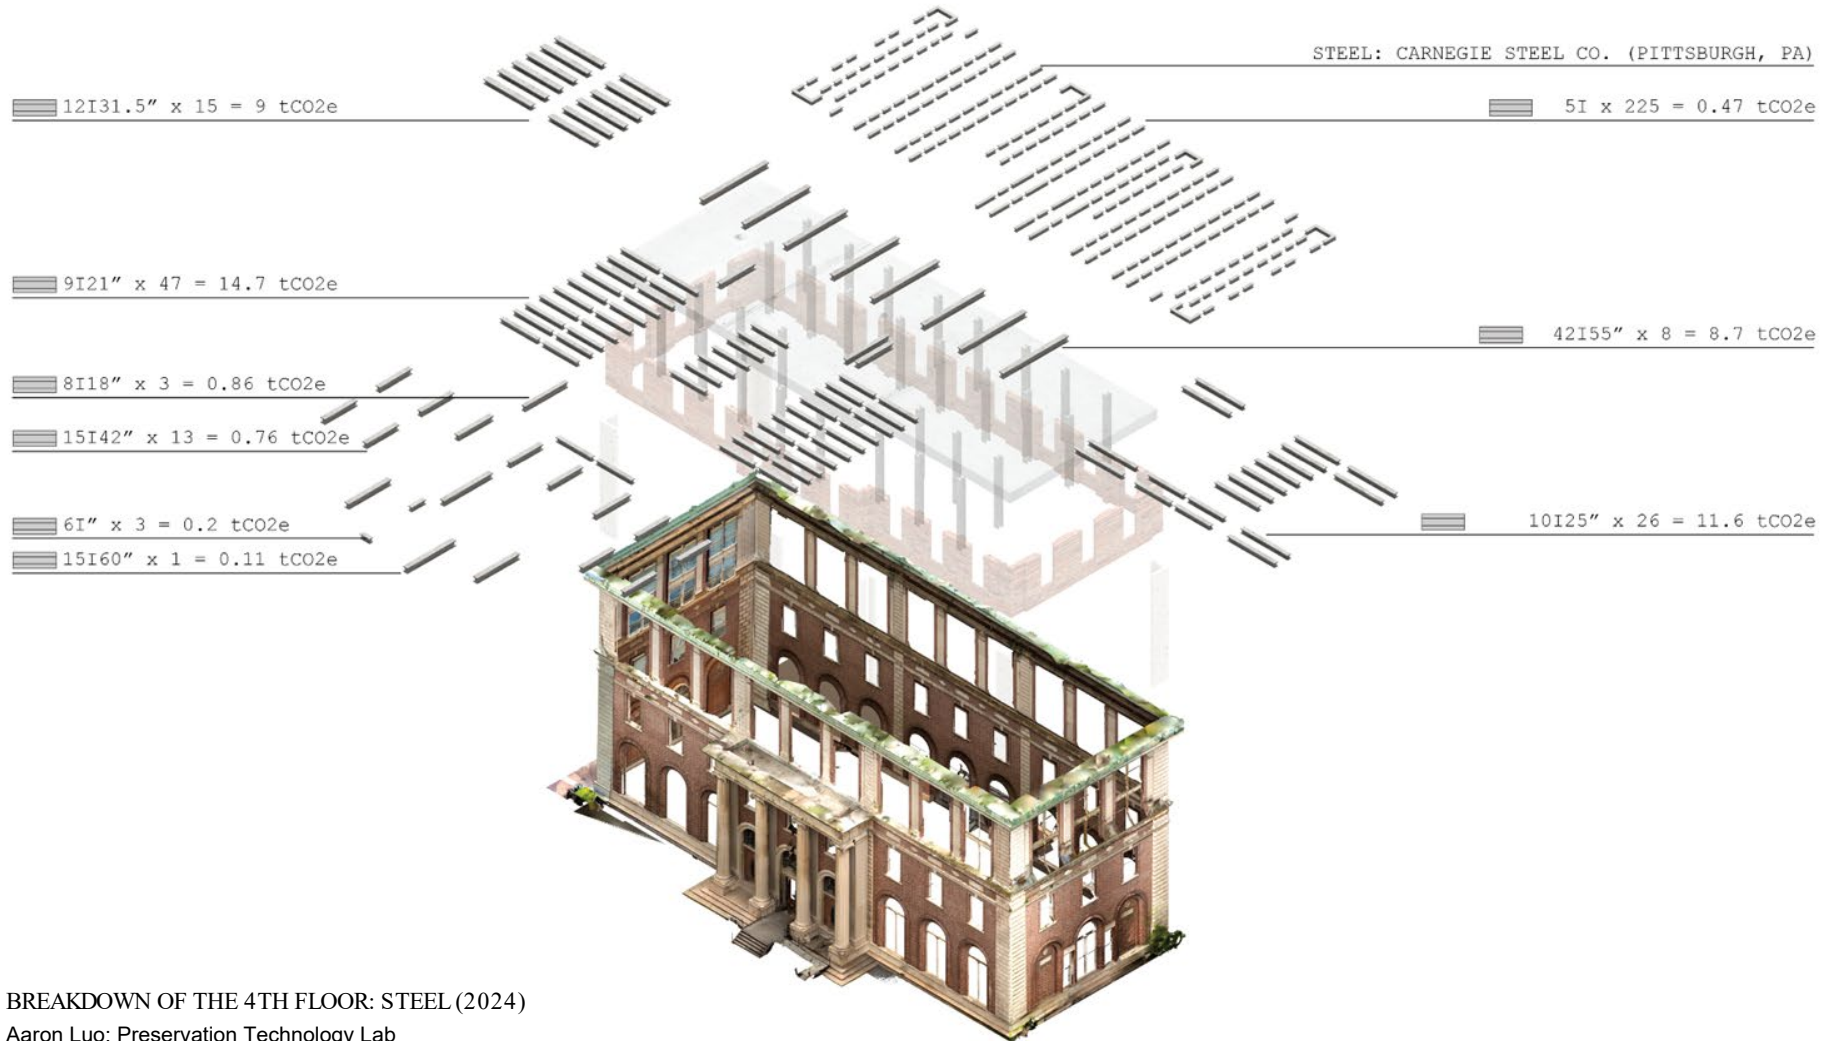 STEEL: CARNEGIE STEEL CO. (PITTSBURGH, PA)
12I31.5″ x 15 = 9 tCO2e
5I x 225 = 0.47 tCO2e
9I21″ x 47 = 14.7 tCO2e
42I55″ x 8 = 8.7 tCO2e
8I18″ x 3 = 0.86 tCO2e
15I42″ x 13 = 0.76 tCO2e
6I″ x 3 = 0.2 tCO2e
10I25″ x 26 = 11.6 tCO2e
15I60″ x 1 = 0.11 tCO2e
BREAKDOWN OF THE 4TH FLOOR: STEEL (2024)
Aaron Luo: Preservation Technology Lab